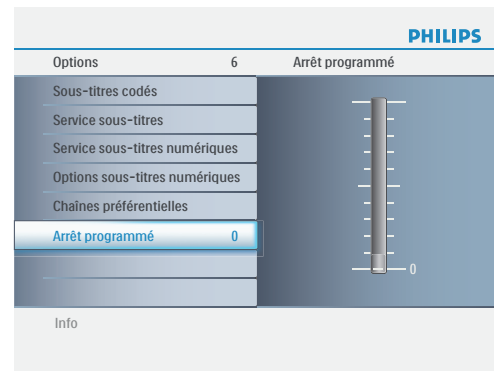 PHILIPS
Options 6 Arrêt programmé
Sous-titres codés
Service sous-titres
Service sous-titres numériques
Options sous-titres numériques
Chaînes préférentielles
Arrêt programmé 0
0
Info